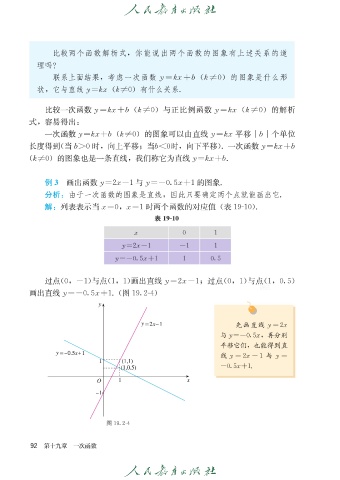 人民教育出版社
比较两个函数解析式，你能说出两个函数的图象有上述关系的道
理吗？
联系上面结果，考虑一次函数 y=kx+b（k≠0）的图象是什么形
状，它与直线 y=kx（k≠0）有什么关系.
比较一次函数 y=kx+b（k≠0）与正比例函数 y=kx（k≠0）的解析
式，容易得出：
一次函数 y=kx+b（k≠0）的图象可以由直线 y=kx 平移｜b｜个单位
长度得到（当 b>0 时，向上平移；当b<0时，向下平移）. 一次函数 y=kx+b
（k≠0）的图象也是一条直线，我们称它为直线 y=kx+b.
例 3 画出函数 y=2x−1 与 y=−0.5x+1 的图象.
分析：由于一次函数的图象是直线，因此只要确定两个点就能画出它.
解：列表表示当 x=0，x=1 时两个函数的对应值（表 19-10）.
表 19-10
x 0 1
y=2x−1 −1 1
y=−0.5x+1 1 0.5
过点(0，−1)与点(1，1)画出直线 y=2x−1；过点(0，1)与点(1，0.5)
画出直线 y=−0.5x+1.（图 19.2-4）
y
y=2x−1
y=−0.5x+1
1
(1,1)
(1,0.5)
O 1 x
−1
图 19.2-4
先画直线 y=2x
与 y=−0.5x，再分别
平移它们，也能得到直
线 y=2x−1 与 y=
−0.5x+1.
92 第十九章 一次函数
人民教育出版社